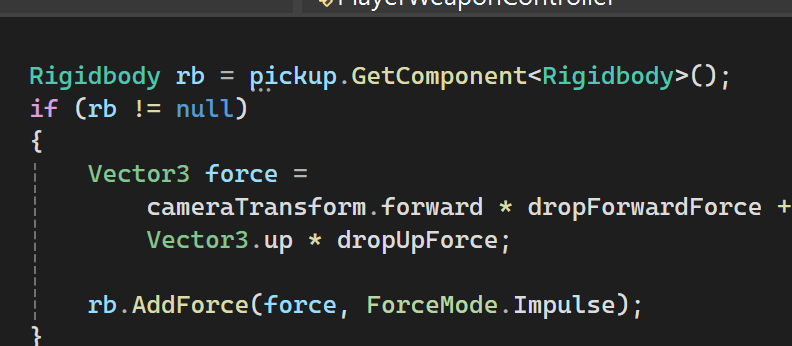 PlayerWeaponController
Rigidbody rb = pickup.GetComponent<Rigidbody>();
if (rb != null)
{
Vector3 force =
cameraTransform.forward * dropForwardForce +
Vector3.up * dropUpForce;
rb.AddForce(force, ForceMode.Impulse);
}